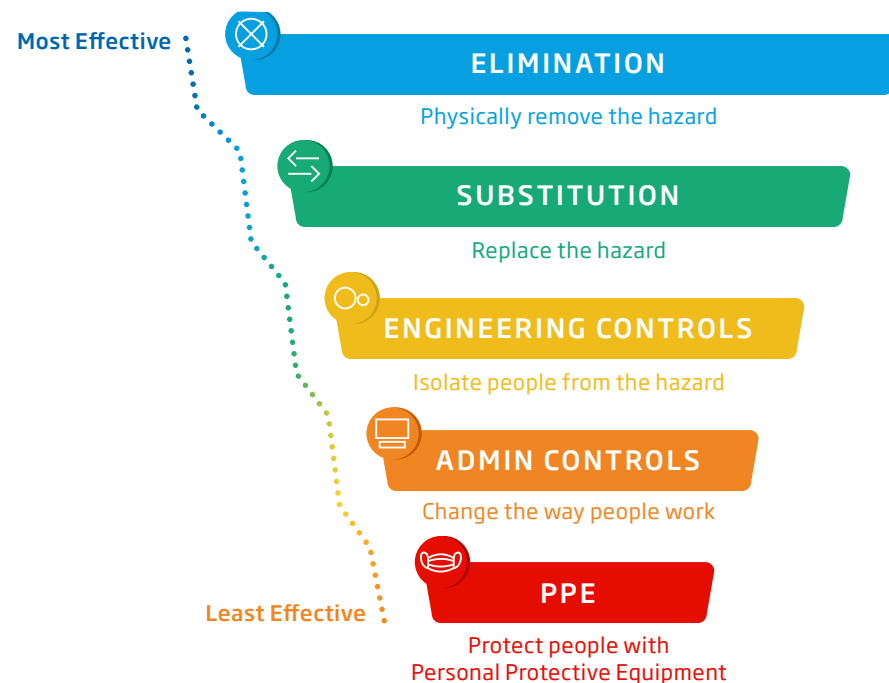 Most Effective
ELIMINATION
Physically remove the hazard
SUBSTITUTION
Replace the hazard
ENGINEERING CONTROLS
Isolate people from the hazard
ADMIN CONTROLS
Change the way people work
PPE
Least Effective
Protect people with
Personal Protective Equipment